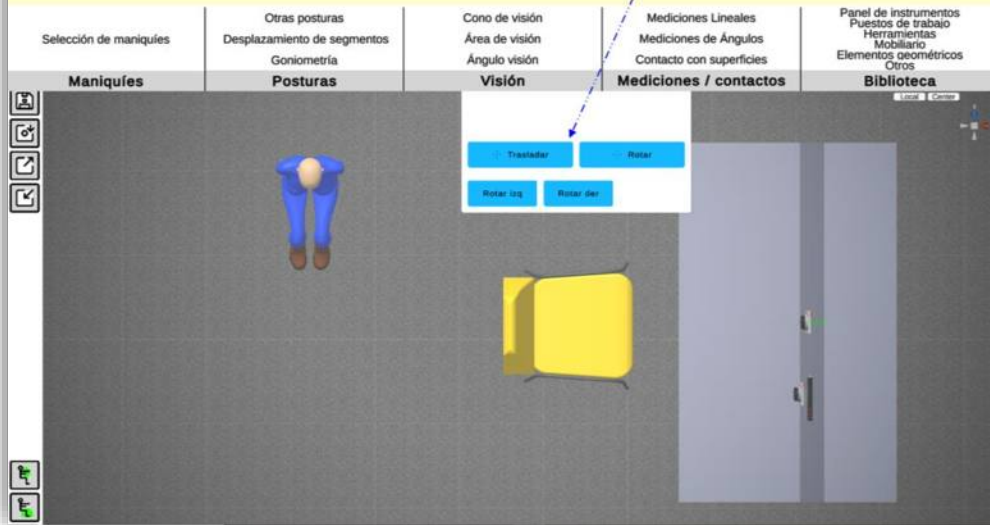 Selección de maniquíes
Otras posturas
Desplazamiento de segmentos
Goniometría
Cono de visión
Área de visión
Ángulo visión
Mediciones Lineales
Mediciones de Ángulos
Contacto con superficies
Panel de instrumentos
Puestos de trabajo
Herramientas
Mobiliario
Elementos geométricos
Otros
Maniquíes
Posturas
Visión
Mediciones / contactos
Biblioteca
Local
Center
Trasladar
Rotar
Rotar izq
Rotar der